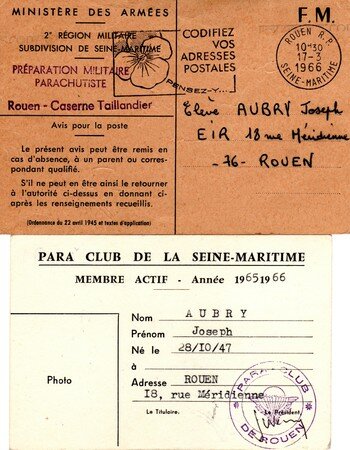 MINISTÈRE DES ARMÉES
2e RÉGION MILITAIRE
SUBDIVISION DE SEINE-MARITIME
PRÉPARATION MILITAIRE
PARACHUTISTE
Rouen - Caserne Taillandier
Avis pour la poste
Le présent avis peut être remis en
cas d'absence, à un parent ou corres-
pondant qualifié.
S'il ne peut en être ainsi le retourner
à l'autorité ci-dessus en donnant ci-
après les renseignements recueillis.
(Ordonnance du 22 avril 1945 et textes d'application)
CODIFIEZ
VOS
ADRESSES
POSTALES
PENSEZ-Y...
F. M.
ROUEN R.P.
10H30
17-3
1966
SEINE-MARITIME
Elève AUBRY Joseph
EIR 18 rue Méridienne
-76- ROUEN
PARA CLUB DE LA SEINE-MARITIME
MEMBRE ACTIF - Année 1965 1966
Photo
Nom AUBRY
Prénom Joseph
Né le 28/10/47
à
Adresse ROUEN
I8, rue Méridienne
Le Titulaire. Le Président,
PARA-CLUB
DE ROUEN